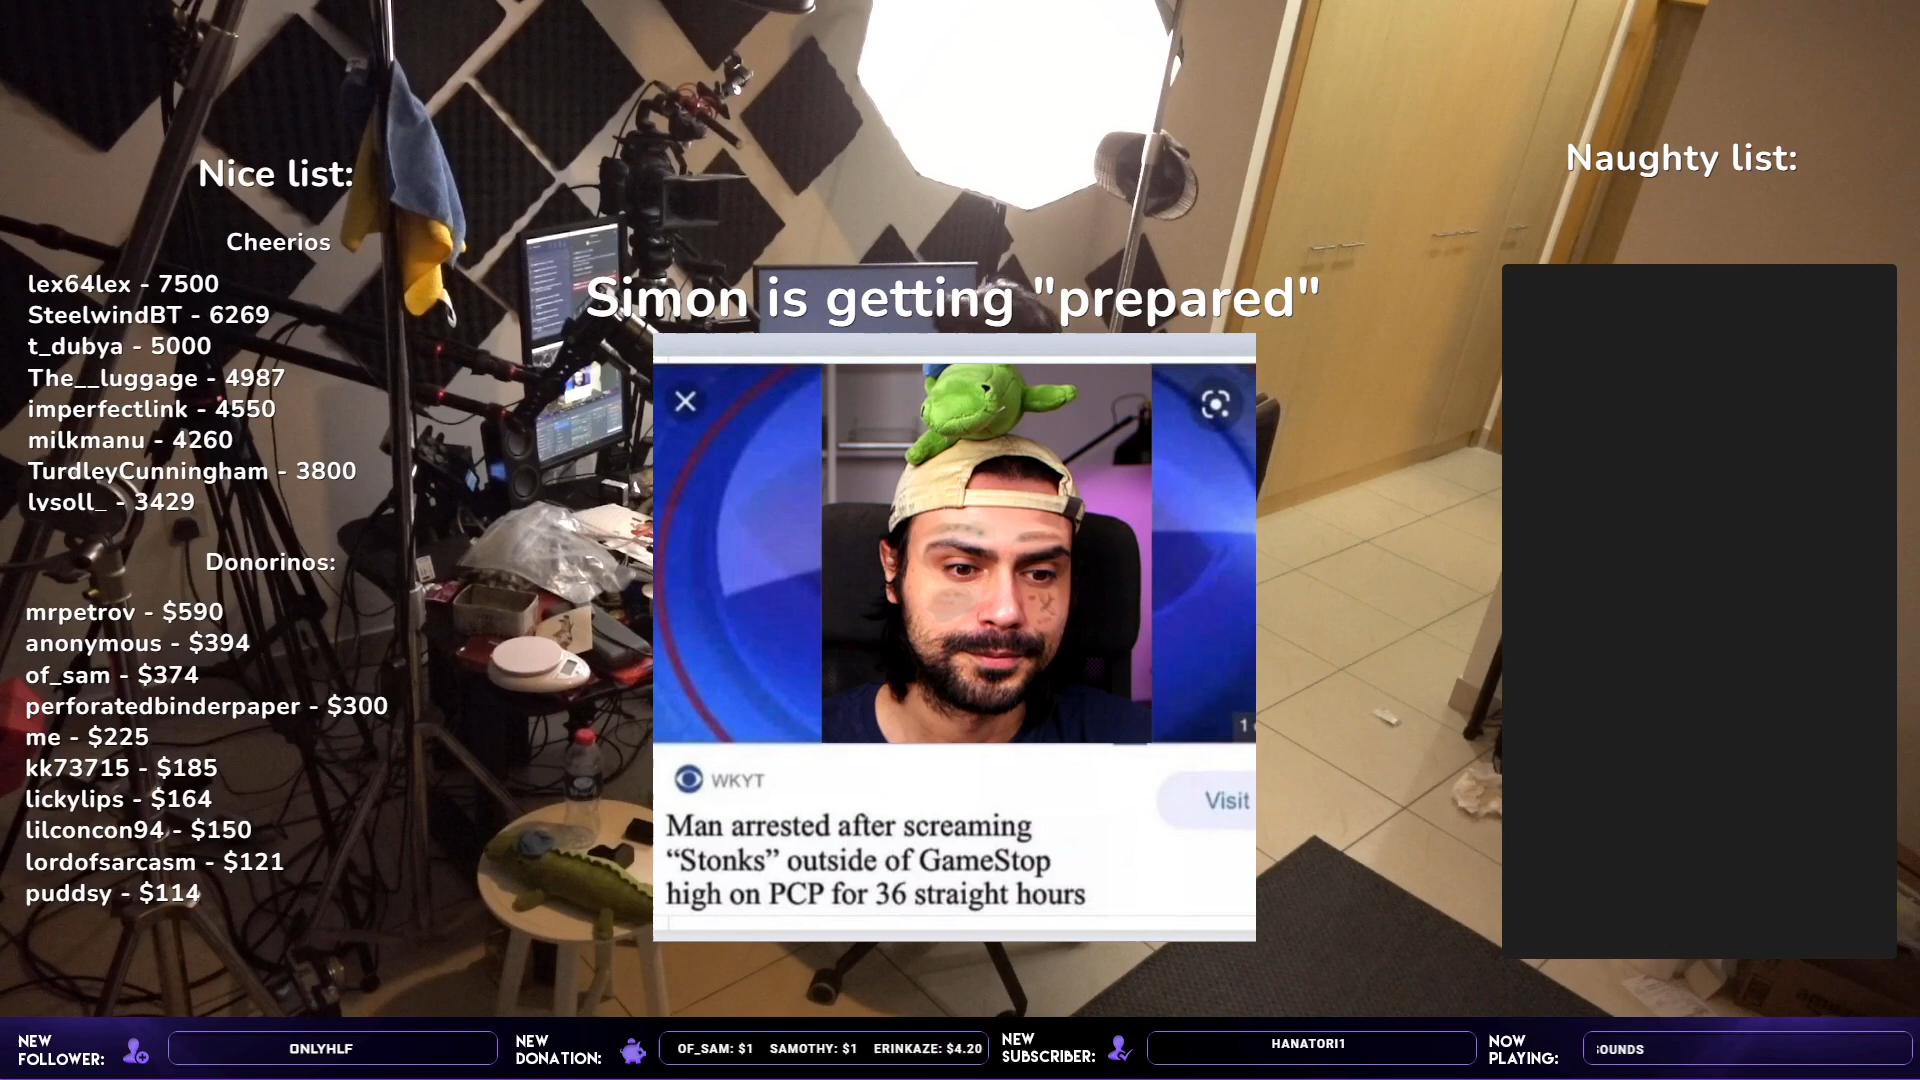 Nice list:
Cheerios
lex64lex - 7500
SteelwindBT - 6269
t_dubya - 5000
The__luggage - 4987
imperfectlink - 4550
milkmanu - 4260
TurdleyCunningham - 3800
lvsoll_ - 3429
Donorinos:
mrpetrov - $590
anonymous - $394
of_sam - $374
perforatedbinderpaper - $300
me - $225
kk73715 - $185
lickylips - $164
lilconcon94 - $150
lordofsarcasm - $121
puddsy - $114
Simon is getting "prepared"
1
WKYT
Visit
Man arrested after screaming
“Stonks” outside of GameStop
high on PCP for 36 straight hours
Naughty list:
NEW
FOLLOWER:
ONLYHLF
NEW
DONATION:
OF_SAM: $1 SAMOTHY: $1 ERINKAZE: $4.20
NEW
SUBSCRIBER:
HANATORI1
NOW
PLAYING:
SOUNDS